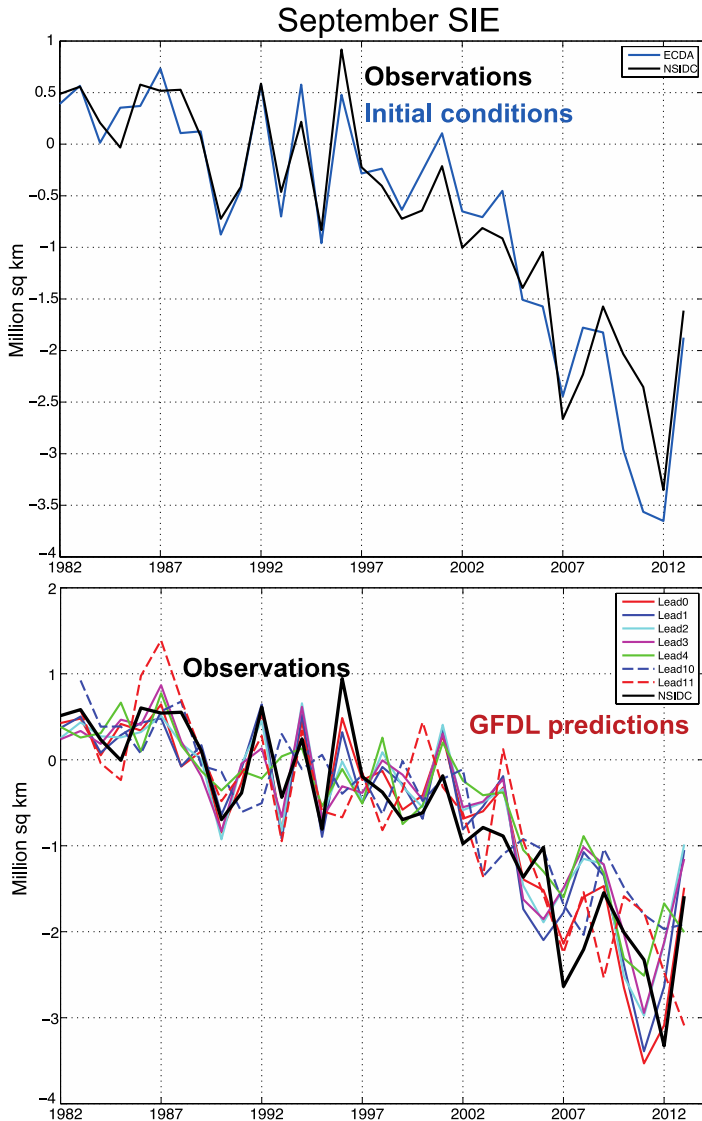 September SIE
Million sq km
1
0.5
0
−0.5
−1
−1.5
−2
−2.5
−3
−3.5
−4
ECDA
NSIDC
Observations
Initial conditions
1982
1987
1992
1997
2002
2007
2012
Million sq km
2
1
0
−1
−2
−3
−4
Lead0
Lead1
Lead2
Lead3
Lead4
Lead10
Lead11
NSIDC
Observations
GFDL predictions
1982
1987
1992
1997
2002
2007
2012